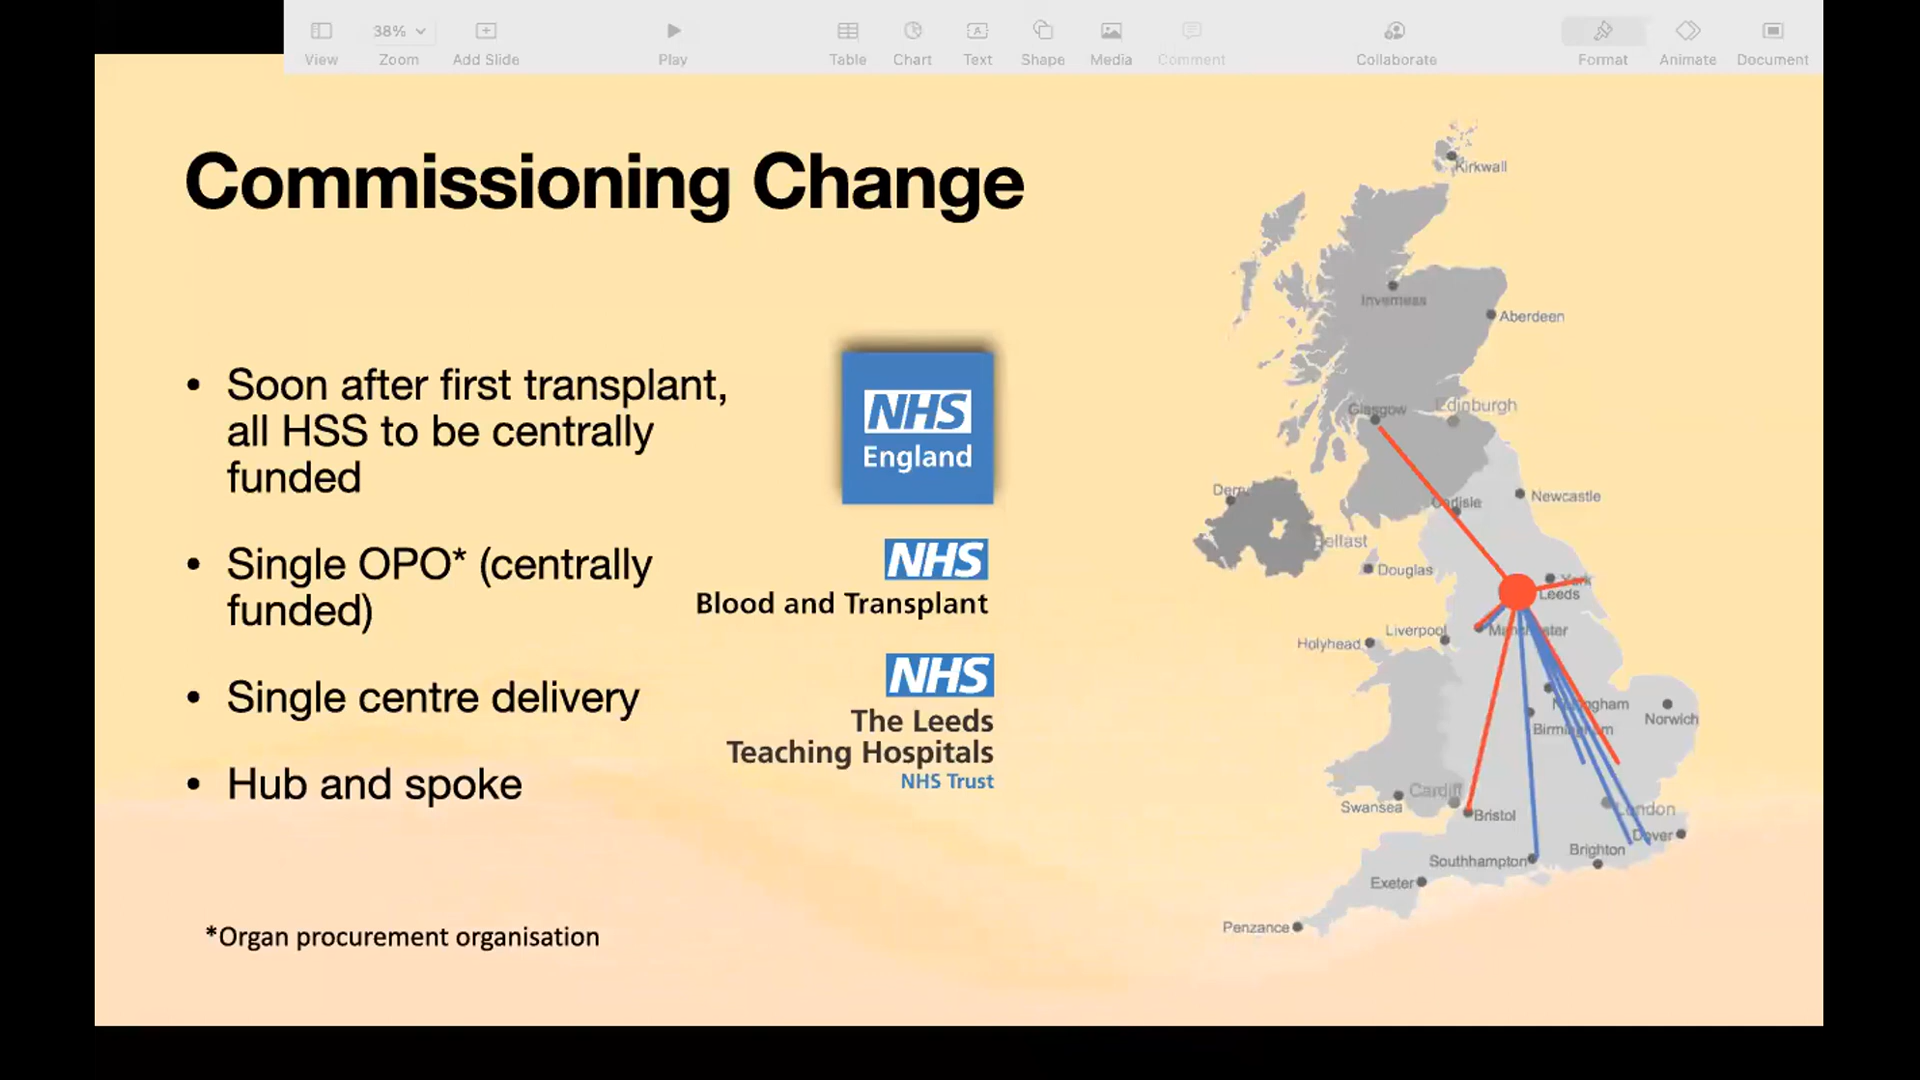 View
38%
Zoom
Add Slide
Play
Table
Chart
Text
Shape
Media
Comment
Collaborate
Format
Animate
Document
Commissioning Change
• Soon after first transplant,
all HSS to be centrally
funded
• Single OPO* (centrally
funded)
• Single centre delivery
• Hub and spoke
*Organ procurement organisation
NHS
England
NHS
Blood and Transplant
NHS
The Leeds
Teaching Hospitals
NHS Trust
Kirkwall
Inverness
Aberdeen
Glasgow
Edinburgh
Derry
Carlisle
Newcastle
elfast
Douglas
York
Leeds
Liverpool
Manchester
Holyhead
Nottingham
Norwich
Birmingham
Cardiff
Swansea
Bristol
London
Dover
Southhampton
Brighton
Exeter
Penzance